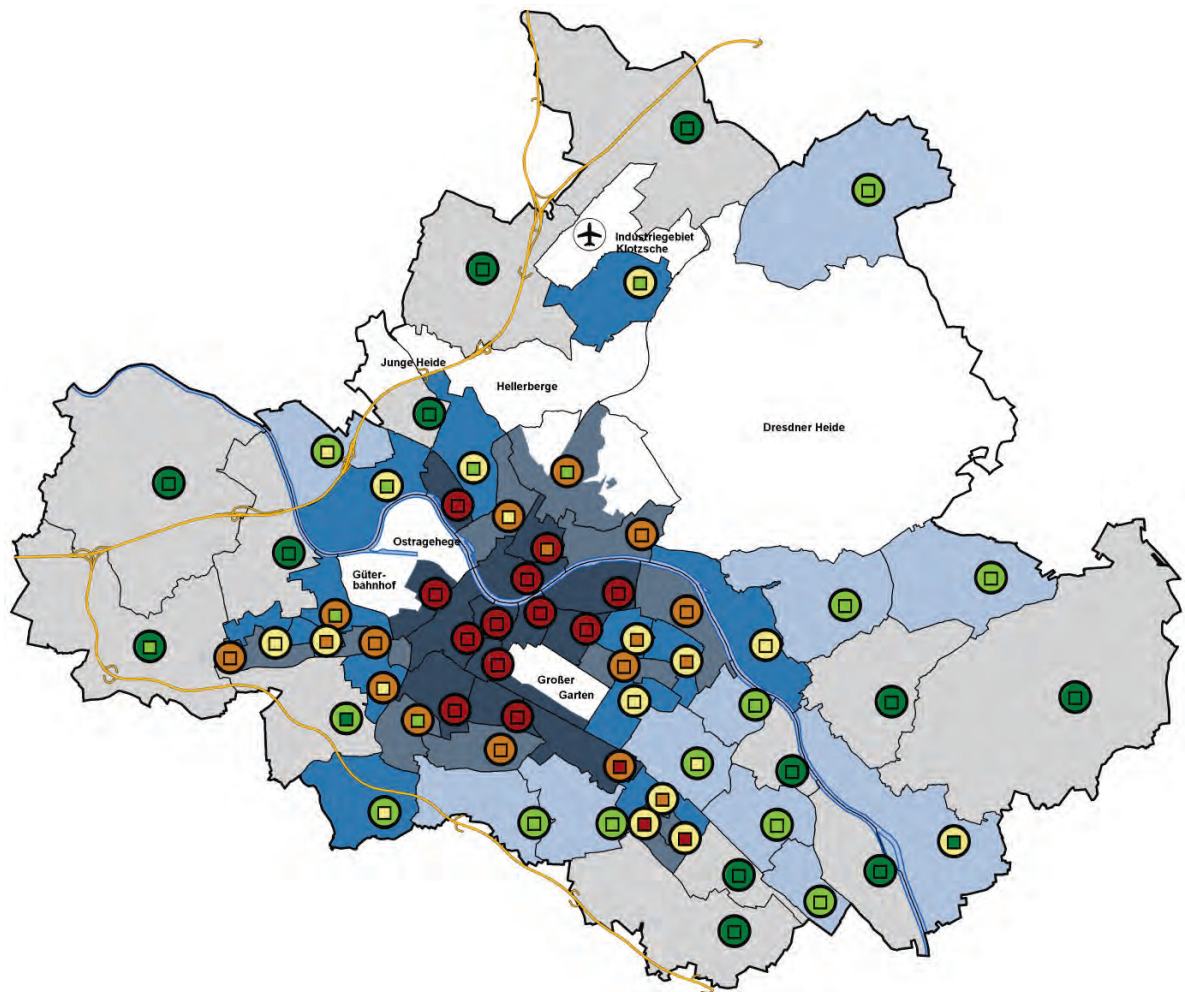 Industriegebiet
Klotzsche
Junge Heide
Hellerberge
Dresdner Heide
Ostragehege
Güter-
bahnhof
Großer
Garten